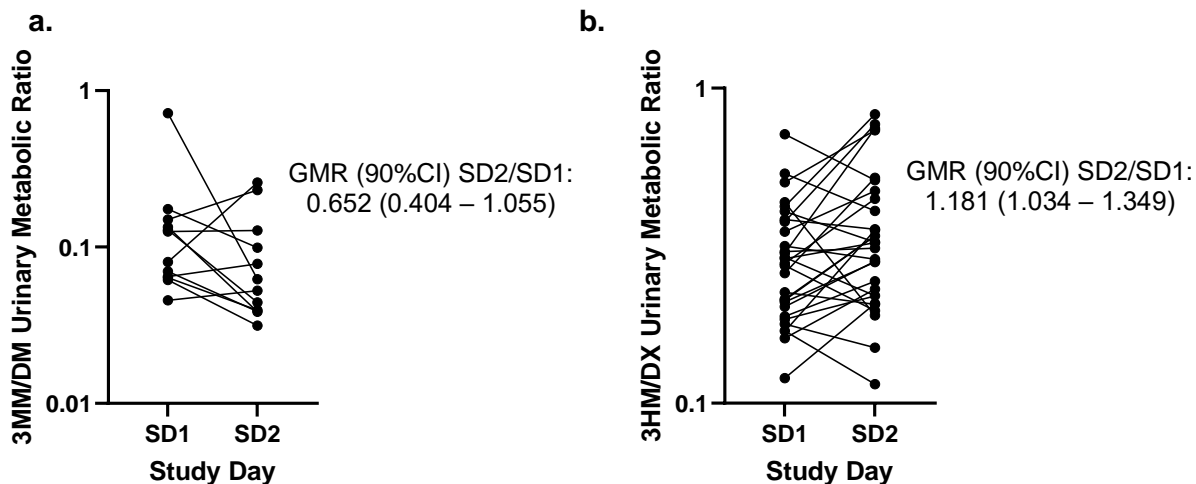 a.
3MM/DM Urinary Metabolic Ratio
1
0.1
0.01
GMR (90%CI) SD2/SD1:
0.652 (0.404 – 1.055)
SD1 SD2
Study Day
b.
3HM/DX Urinary Metabolic Ratio
1
0.1
GMR (90%CI) SD2/SD1:
1.181 (1.034 – 1.349)
SD1 SD2
Study Day